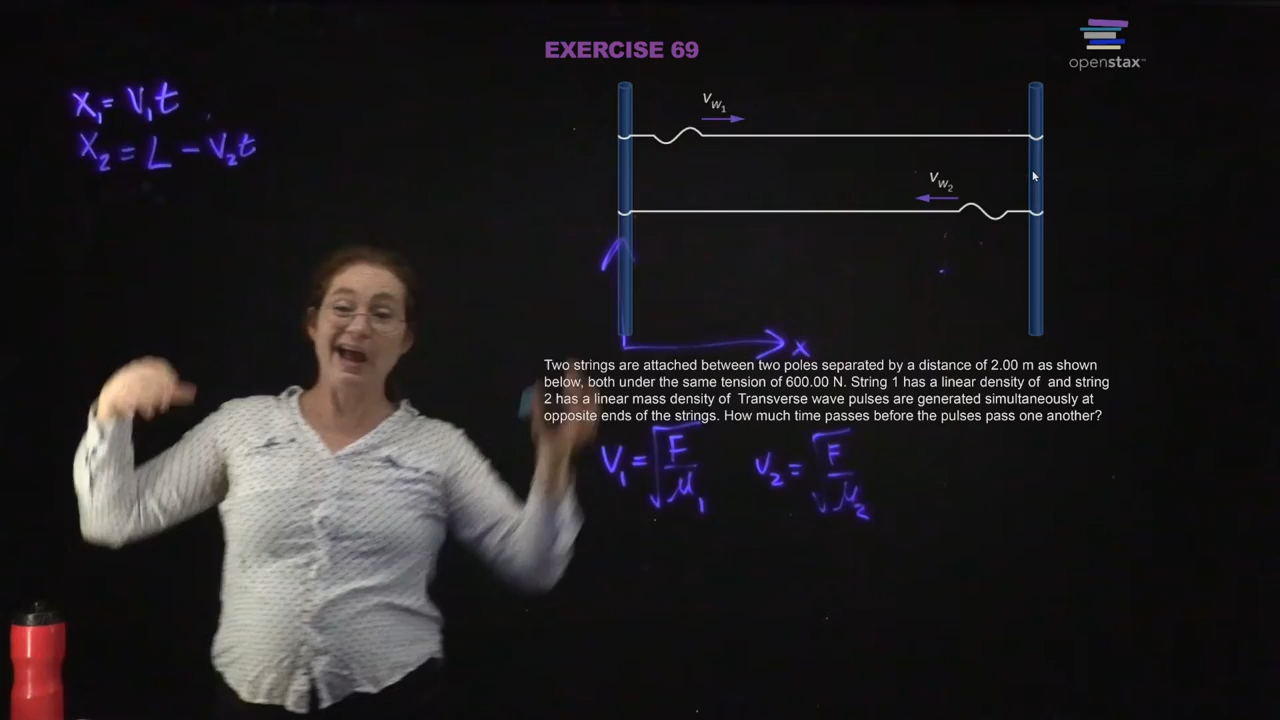 EXERCISE 69
openstax™
x₁ = v₁t
x₂ = L - v₂t
v_W₁
v_W₂
x
Two strings are attached between two poles separated by a distance of 2.00 m as shown
below, both under the same tension of 600.00 N. String 1 has a linear density of and string
2 has a linear mass density of Transverse wave pulses are generated simultaneously at
opposite ends of the strings. How much time passes before the pulses pass one another?
v₁ = √(F/μ₁) v₂ = √(F/μ₂)